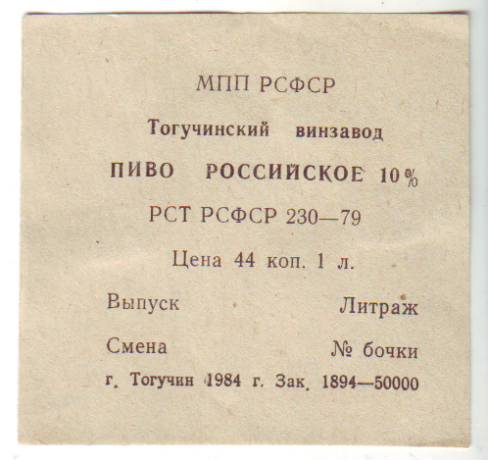 МПП РСФСР
Тогучинский винзавод
ПИВО РОССИЙСКОЕ 10%
РСТ РСФСР 230—79
Цена 44 коп. 1 л.
Выпуск Литраж
Смена № бочки
г. Тогучин 1984 г. Зак. 1894—50000